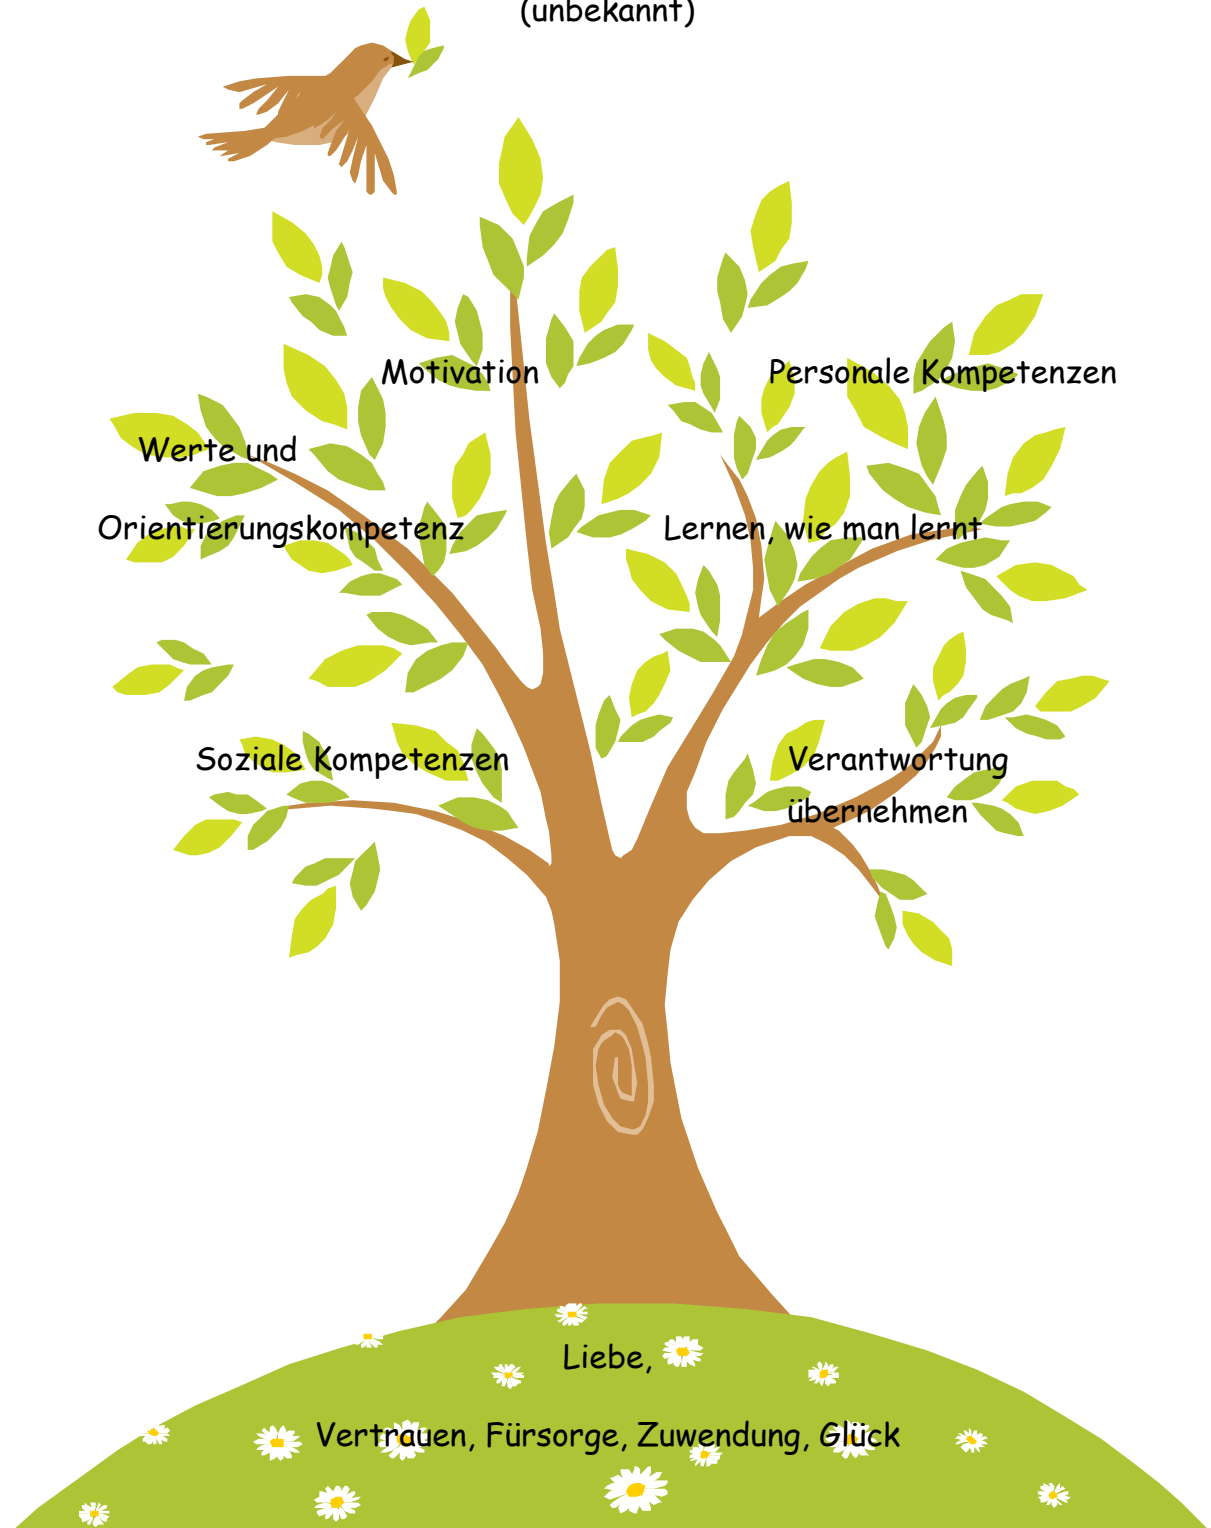 (unbekannt)
Motivation
Personale Kompetenzen
Werte und
Orientierungskompetenz
Lernen, wie man lernt
Soziale Kompetenzen
Verantwortung
übernehmen
Liebe,
Vertrauen, Fürsorge, Zuwendung, Glück